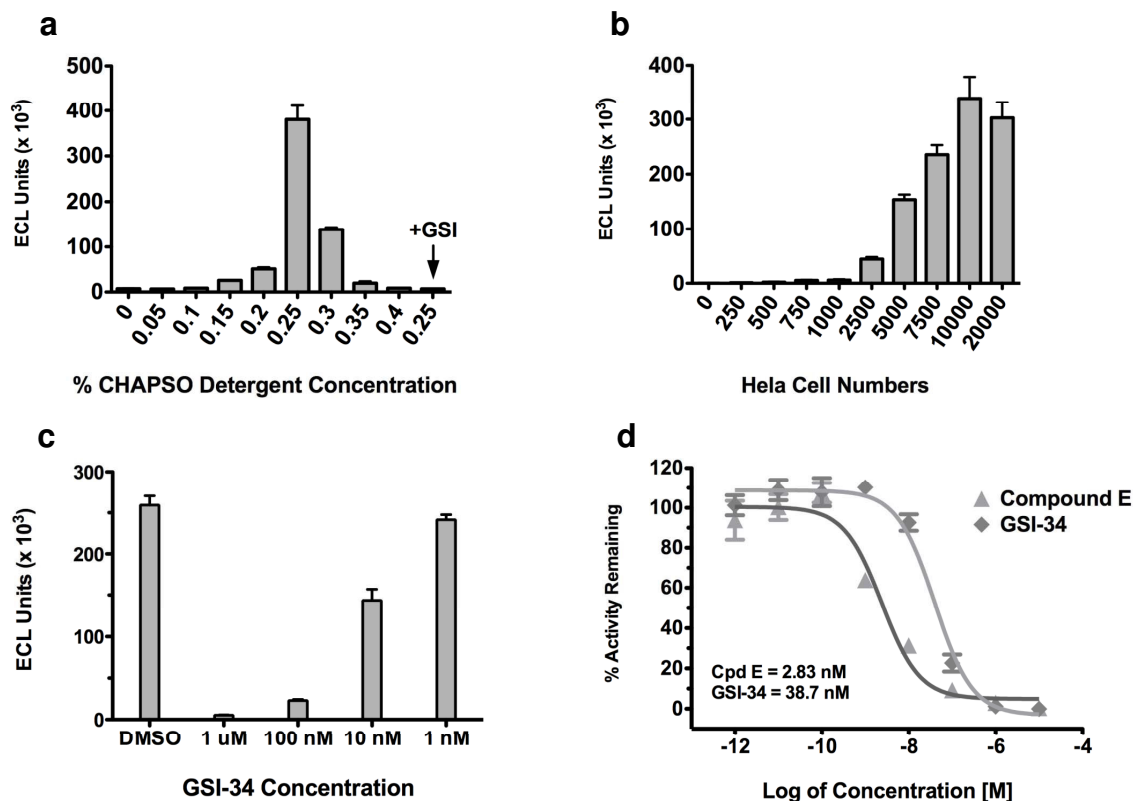 a
500
400
300
200
100
0
ECL Units (x 10³)
+GSI
0 0.05 0.1 0.15 0.2 0.25 0.3 0.35 0.4 0.25
% CHAPSO Detergent Concentration
b
400
300
200
100
0
ECL Units (x 10³)
0 250 500 750 1000 2500 5000 7500 10000 20000
Hela Cell Numbers
c
300
200
100
0
ECL Units (x 10³)
DMSO 1 uM 100 nM 10 nM 1 nM
GSI-34 Concentration
d
120
100
80
60
40
20
0
% Activity Remaining
Compound E
GSI-34
Cpd E = 2.83 nM
GSI-34 = 38.7 nM
-12 -10 -8 -6 -4
Log of Concentration [M]